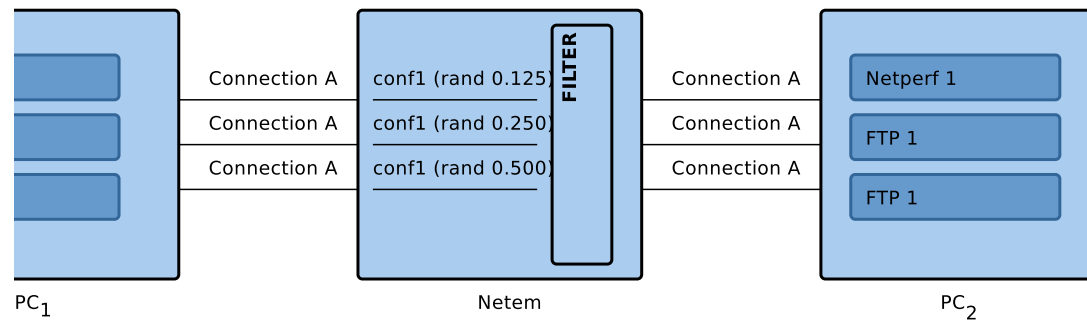 Connection A
Connection A
Connection A
conf1 (rand 0.125)
conf1 (rand 0.250)
conf1 (rand 0.500)
FILTER
Connection A
Connection A
Connection A
Netperf 1
FTP 1
FTP 1
PC1
Netem
PC2